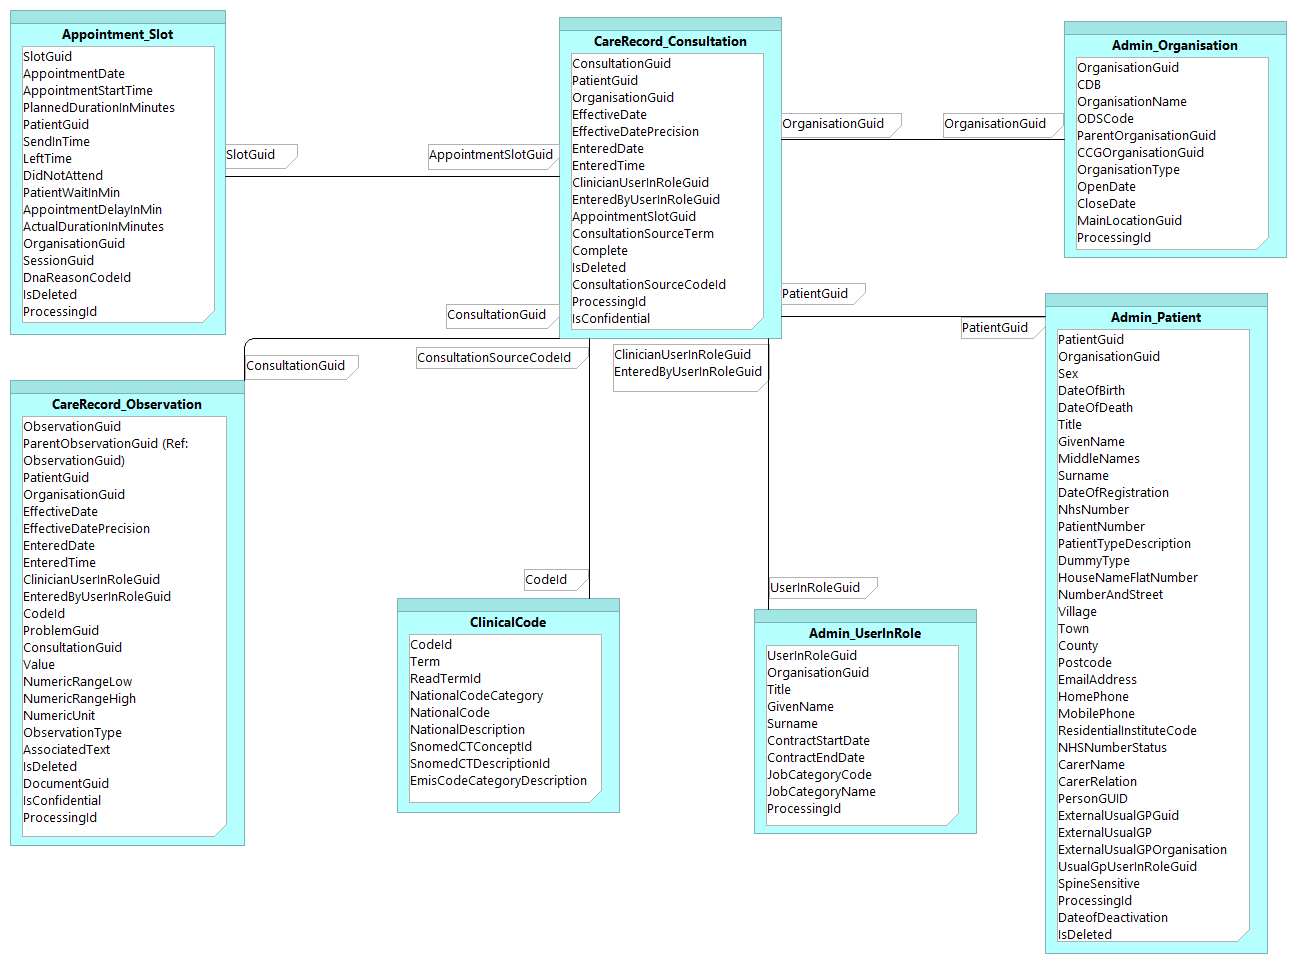 Appointment_Slot
SlotGuid
AppointmentDate
AppointmentStartTime
PlannedDurationInMinutes
PatientGuid
SendInTime
LeftTime
DidNotAttend
PatientWaitInMin
AppointmentDelayInMin
ActualDurationInMinutes
OrganisationGuid
SessionGuid
DnaReasonCodeId
IsDeleted
ProcessingId
SlotGuid
AppointmentSlotGuid
CareRecord_Consultation
ConsultationGuid
PatientGuid
OrganisationGuid
EffectiveDate
EffectiveDatePrecision
EnteredDate
EnteredTime
ClinicianUserInRoleGuid
EnteredByUserInRoleGuid
AppointmentSlotGuid
ConsultationSourceTerm
Complete
IsDeleted
ConsultationSourceCodeId
ProcessingId
IsConfidential
OrganisationGuid
OrganisationGuid
Admin_Organisation
OrganisationGuid
CDB
OrganisationName
ODSCode
ParentOrganisationGuid
CCGOrganisationGuid
OrganisationType
OpenDate
CloseDate
MainLocationGuid
ProcessingId
PatientGuid
PatientGuid
ConsultationGuid
ConsultationGuid
ConsultationSourceCodeId
ClinicianUserInRoleGuid
EnteredByUserInRoleGuid
CareRecord_Observation
ObservationGuid
ParentObservationGuid (Ref:
ObservationGuid)
PatientGuid
OrganisationGuid
EffectiveDate
EffectiveDatePrecision
EnteredDate
EnteredTime
ClinicianUserInRoleGuid
EnteredByUserInRoleGuid
CodeId
ProblemGuid
ConsultationGuid
Value
NumericRangeLow
NumericRangeHigh
NumericUnit
ObservationType
AssociatedText
IsDeleted
DocumentGuid
IsConfidential
ProcessingId
CodeId
ClinicalCode
CodeId
Term
ReadTermId
NationalCodeCategory
NationalCode
NationalDescription
SnomedCTConceptId
SnomedCTDescriptionId
EmisCodeCategoryDescription
UserInRoleGuid
Admin_UserInRole
UserInRoleGuid
OrganisationGuid
Title
GivenName
Surname
ContractStartDate
ContractEndDate
JobCategoryCode
JobCategoryName
ProcessingId
Admin_Patient
PatientGuid
OrganisationGuid
Sex
DateOfBirth
DateOfDeath
Title
GivenName
MiddleNames
Surname
DateOfRegistration
NhsNumber
PatientNumber
PatientTypeDescription
DummyType
HouseNameFlatNumber
NumberAndStreet
Village
Town
County
Postcode
EmailAddress
HomePhone
MobilePhone
ResidentialInstituteCode
NHSNumberStatus
CarerName
CarerRelation
PersonGUID
ExternalUsualGPGuid
ExternalUsualGP
ExternalUsualGPOrganisation
UsualGpUserInRoleGuid
SpineSensitive
ProcessingId
DateofDeactivation
IsDeleted